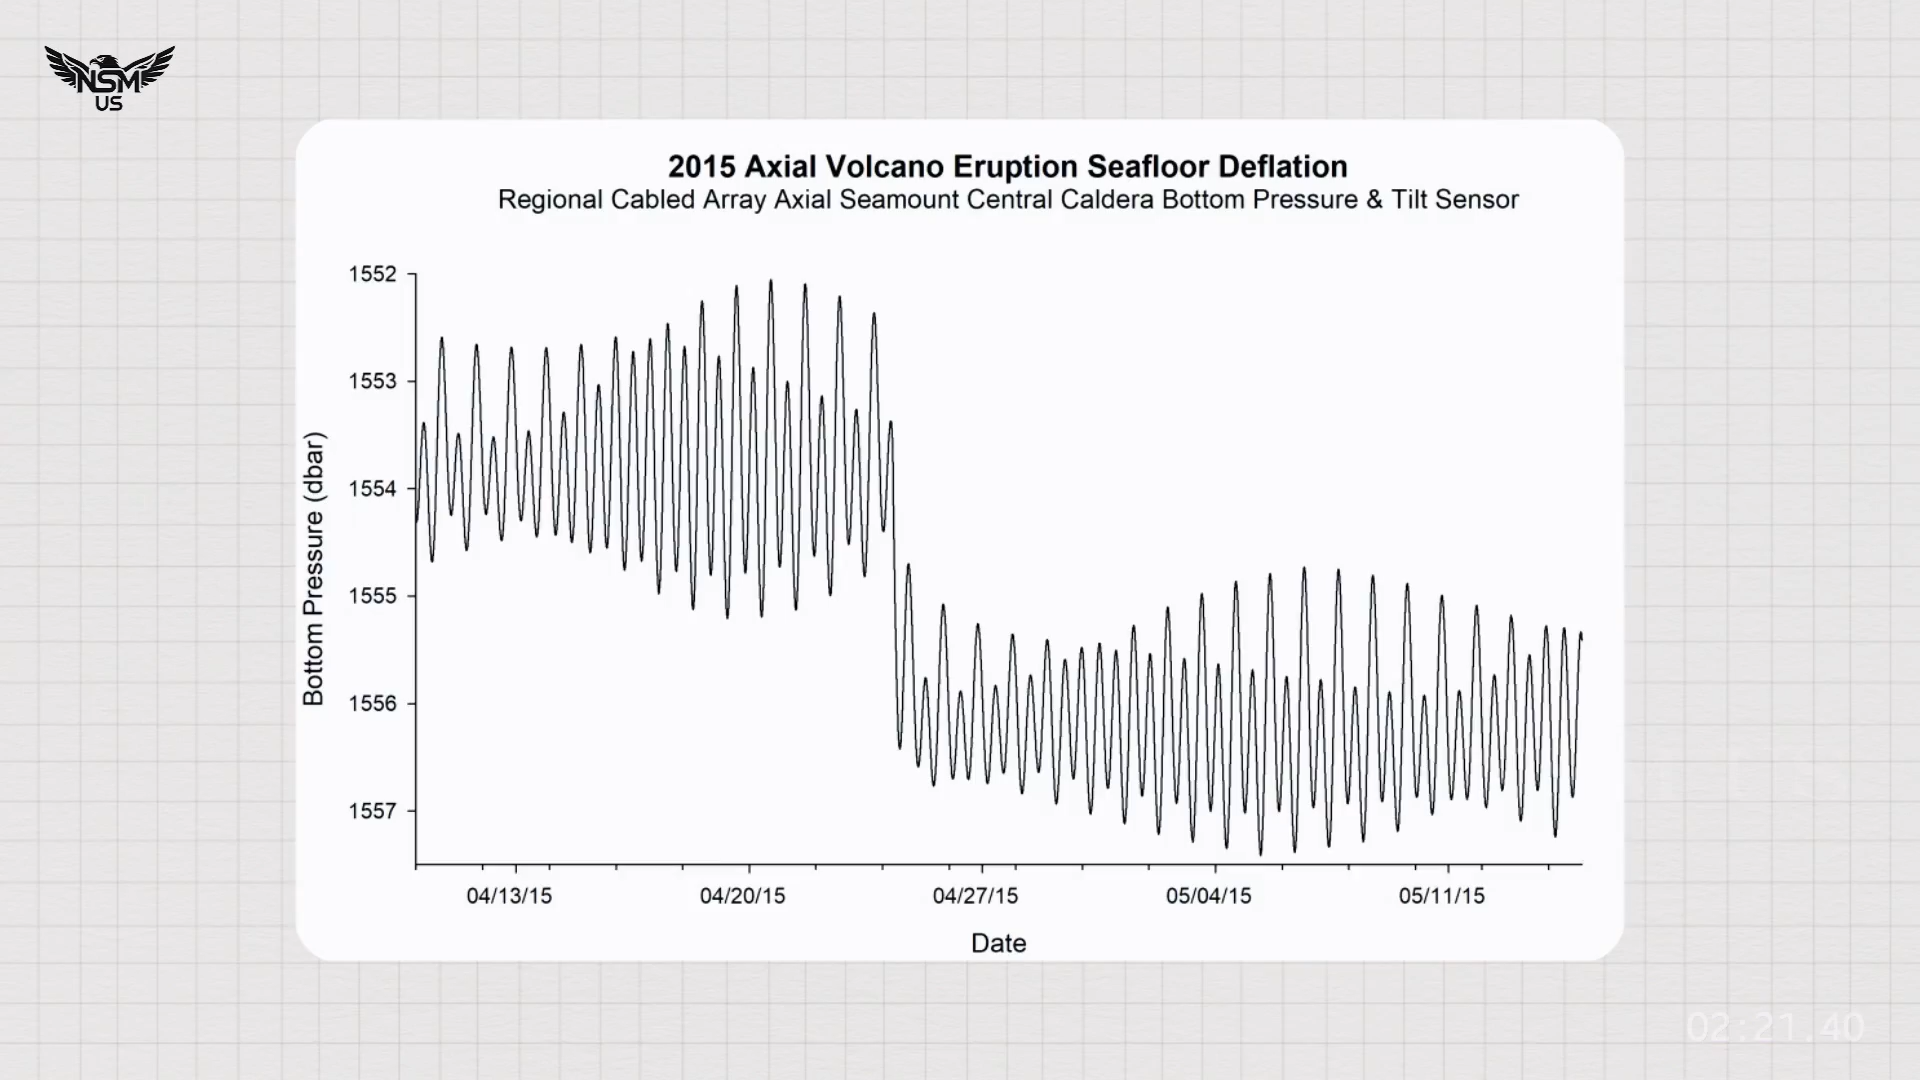 NSM
US
2015 Axial Volcano Eruption Seafloor Deflation
Regional Cabled Array Axial Seamount Central Caldera Bottom Pressure & Tilt Sensor
Bottom Pressure (dbar)
1552
1553
1554
1555
1556
1557
04/13/15 04/20/15 04/27/15 05/04/15 05/11/15
Date
02:21.40